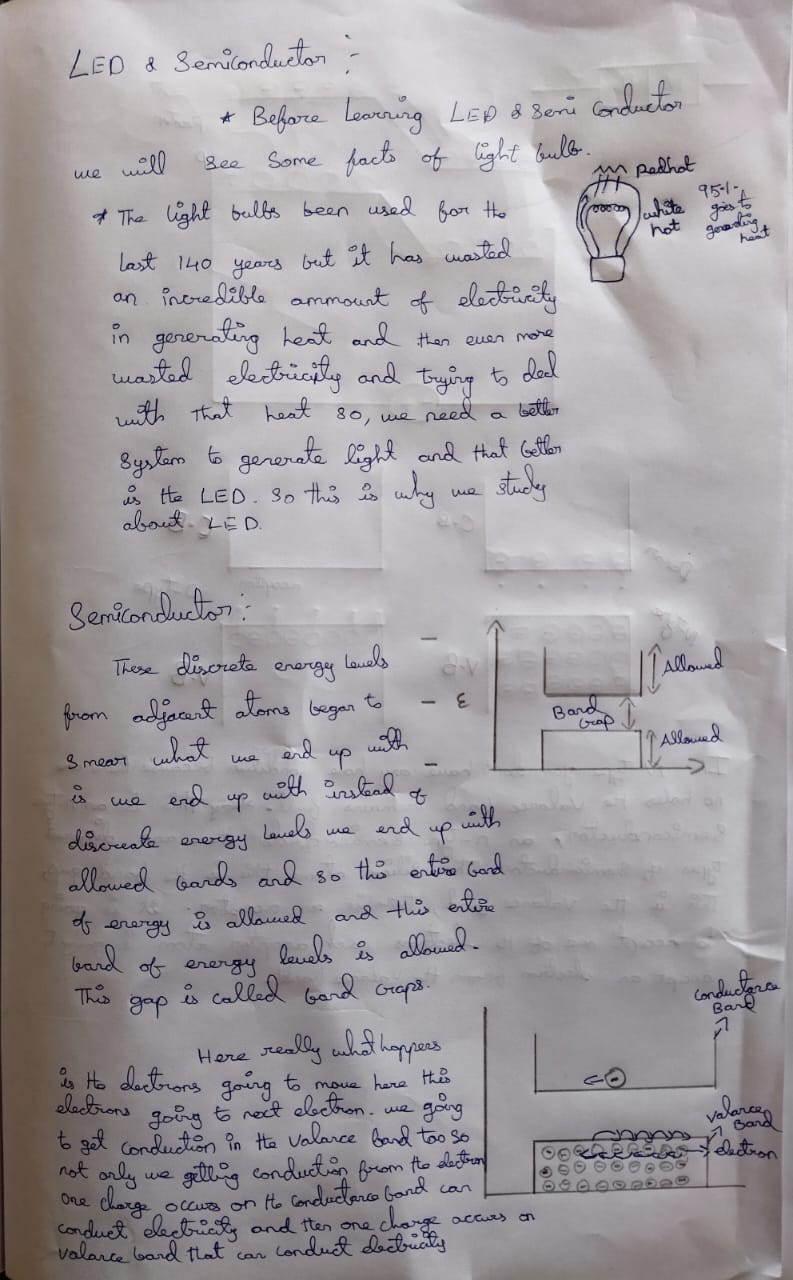 LED & Semiconductor :-
* Before Learning LED & Semi Conductor
we will see Some facts of light bulb.
Redhot
white hot
95-/-
goes to
generating
heat
* The light bulbs been used for the
last 140 years but it has wasted
an incredible ammount of electricity
in generating heat and then even more
wasted electricity and trying to deal
with that heat so, we need a better
System to generate light and that better
is the LED. So this is why we study
about LED.
Semiconductor :-
These discrete energy levels
from adjacent atoms began to
smear what we end up with
is we end up with instead of
discreate energy levels we end up with
allowed bands and so this entire band
of energy is allowed and this entire
band of energy levels is allowed.
This gap is called band Graps.
E
Allowed
Band
Gap
Allowed
Here really what happens
is the electrons going to move here this
electrons going to next electron. we going
to get conduction in the valance band too so
not only we getting conduction from the electron
one charge occurs on the conductance band can
conduct electricity and then one charge accurs on
valance band that can conduct electricity
Conductance
Band
Valance
Band
electron